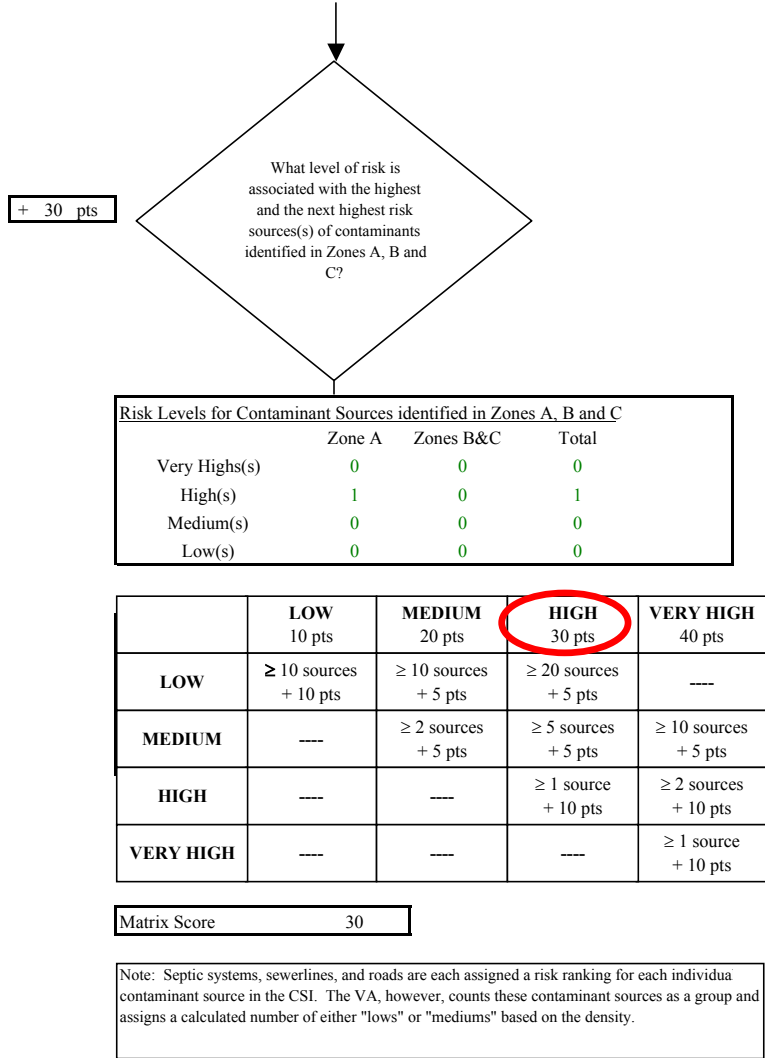 What level of risk is
associated with the highest
and the next highest risk
sources(s) of contaminants
identified in Zones A, B and
C?
+ 30 pts
Risk Levels for Contaminant Sources identified in Zones A, B and C
Zone A Zones B&C Total
Very Highs(s) 0 0 0
High(s) 1 0 1
Medium(s) 0 0 0
Low(s) 0 0 0
LOW MEDIUM HIGH VERY HIGH
10 pts 20 pts 30 pts 40 pts
LOW ≥ 10 sources ≥ 10 sources ≥ 20 sources ----
+ 10 pts + 5 pts + 5 pts
MEDIUM ---- ≥ 2 sources ≥ 5 sources ≥ 10 sources
+ 5 pts + 5 pts + 5 pts
HIGH ---- ---- ≥ 1 source ≥ 2 sources
+ 10 pts + 10 pts
VERY HIGH ---- ---- ---- ≥ 1 source
+ 10 pts
Matrix Score 30
Note: Septic systems, sewerlines, and roads are each assigned a risk ranking for each individua
contaminant source in the CSI. The VA, however, counts these contaminant sources as a group and
assigns a calculated number of either "lows" or "mediums" based on the density.